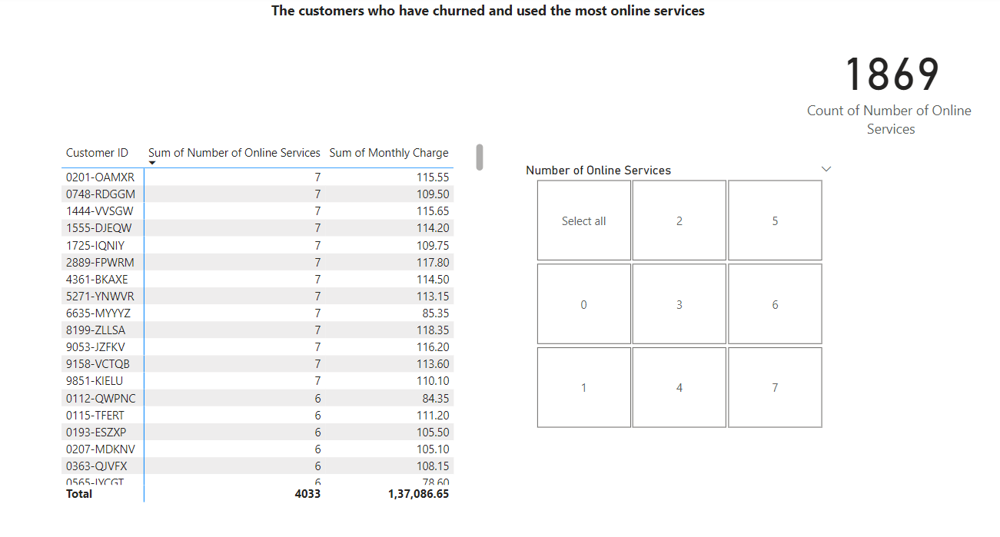 The customers who have churned and used the most online services
1869
Count of Number of Online
Services
Customer ID Sum of Number of Online Services Sum of Monthly Charge
0201-OAMXR 7 115.55
0748-RDGGM 7 109.50
1444-VVSGW 7 115.65
1555-DJEQW 7 114.20
1725-IQNIY 7 109.75
2889-FPWRM 7 117.80
4361-BKAXE 7 114.50
5271-YNWVR 7 113.15
6635-MYYYZ 7 85.35
8199-ZLLSA 7 118.35
9053-JZFKV 7 116.20
9158-VCTQB 7 113.60
9851-KIELU 7 110.10
0112-QWPNC 6 84.35
0115-TFERT 6 111.20
0193-ESZXP 6 105.50
0207-MDKNV 6 105.10
0363-QJVFX 6 108.15
0565-JYCGT 6 78.60
Total 4033 1,37,086.65
Number of Online Services
Select all 2 5
0 3 6
1 4 7